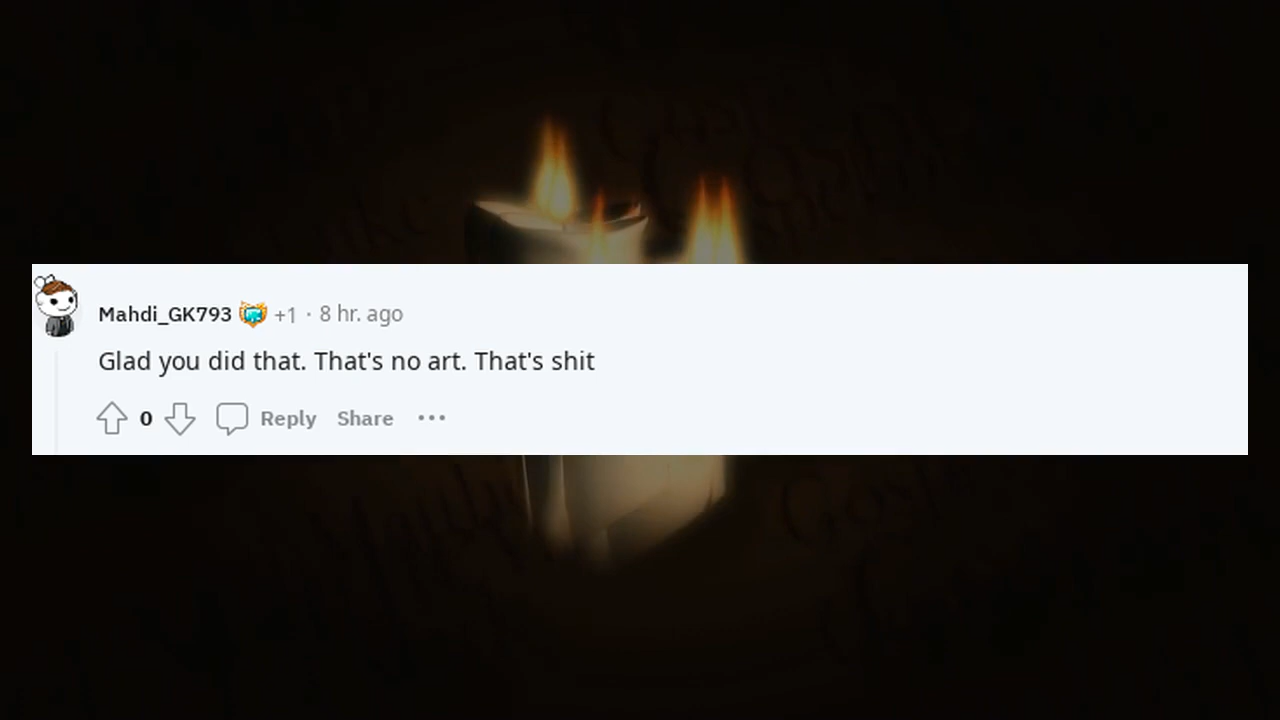 Mahdi_GK793 +1 · 8 hr. ago
Glad you did that. That's no art. That's shit
0 Reply Share ···